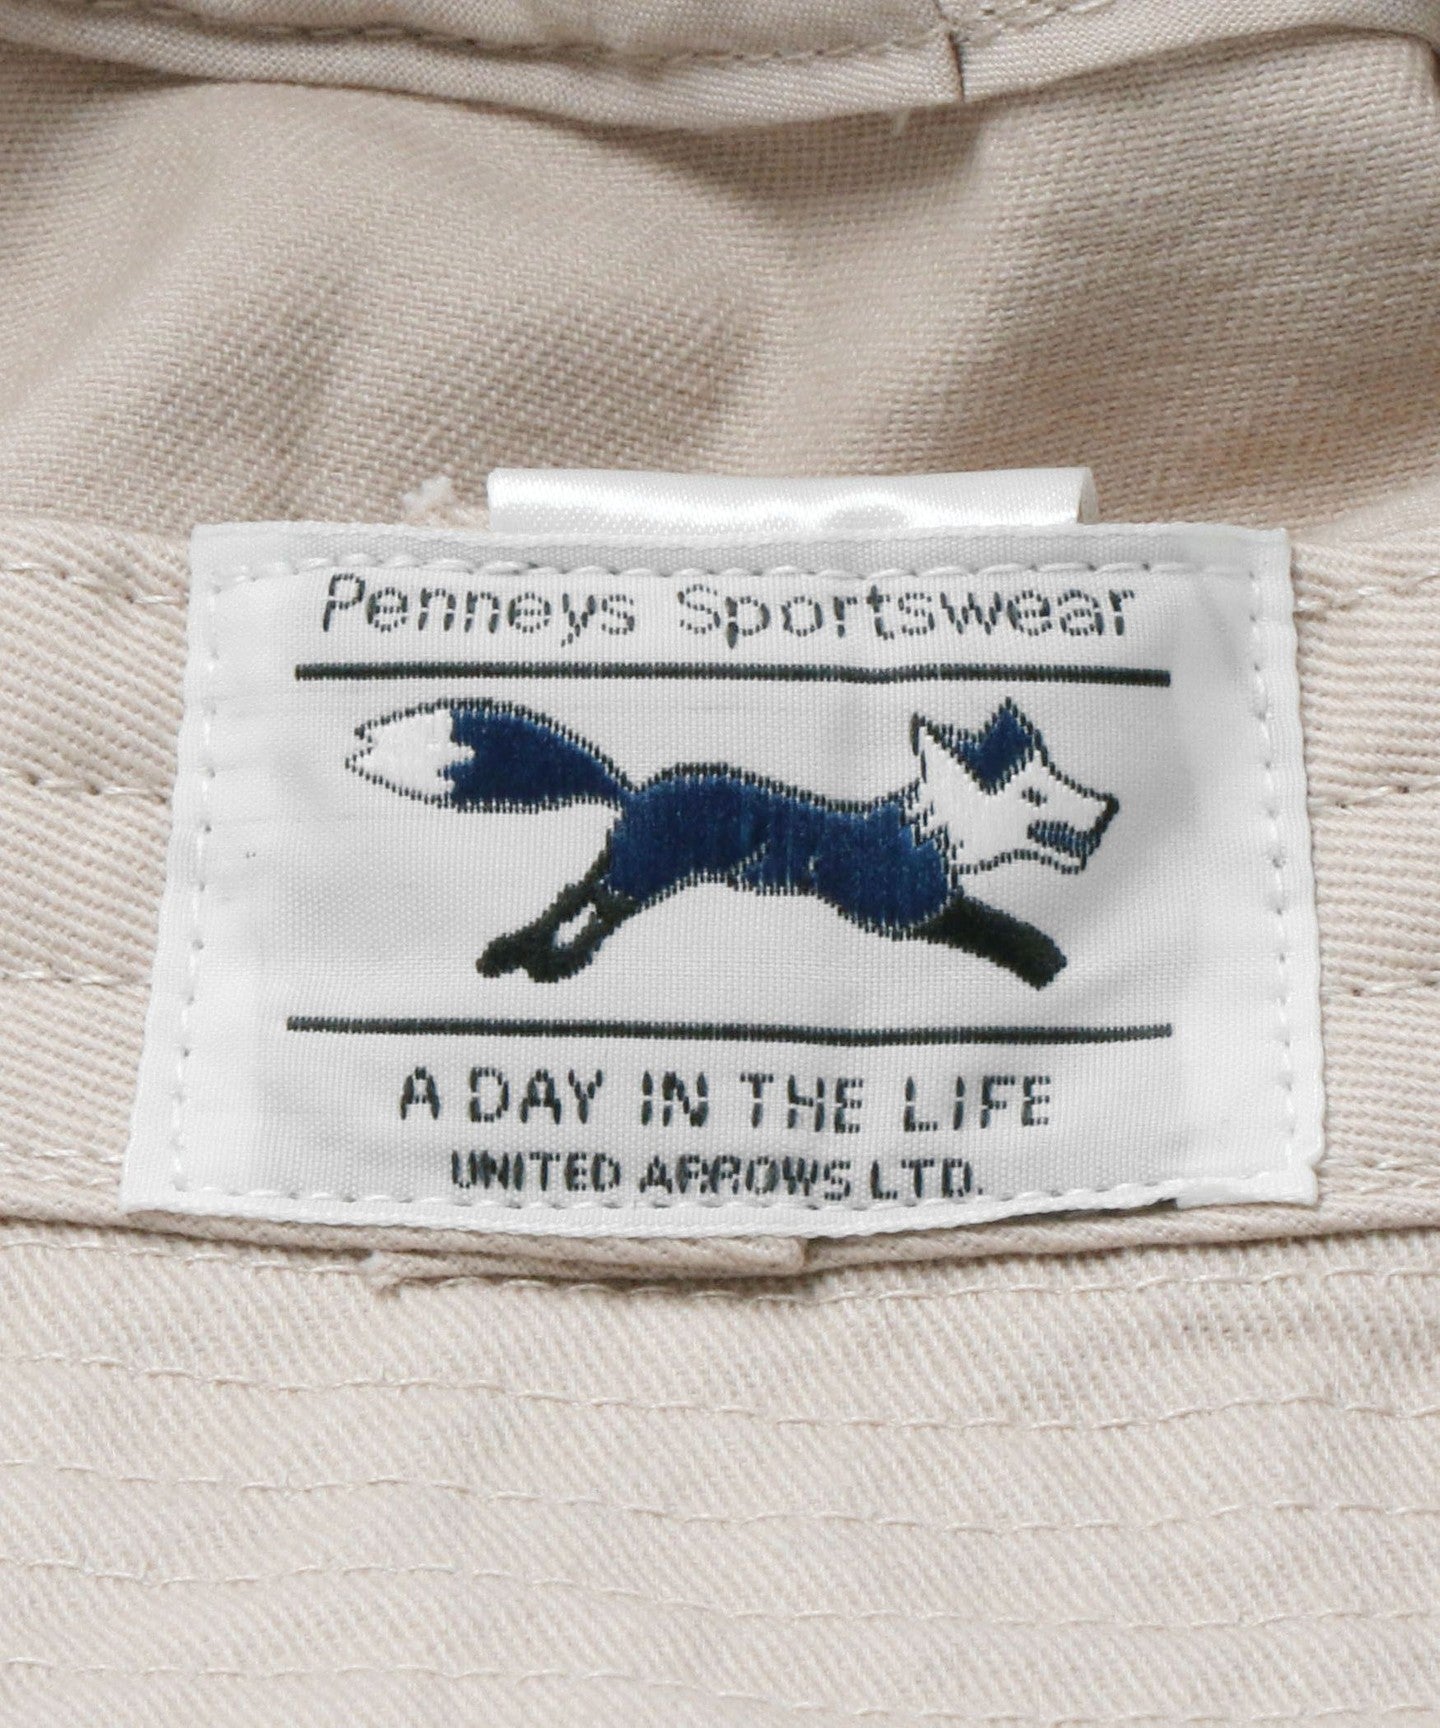 Penneys Sportswear
A DAY IN THE LIFE
UNITED ARROWS LTD.